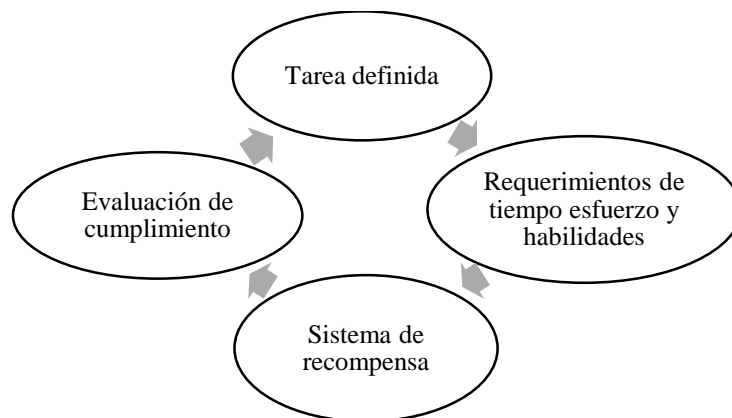 Tarea definida
Requerimientos de
tiempo esfuerzo y
habilidades
Sistema de
recompensa
Evaluación de
cumplimiento